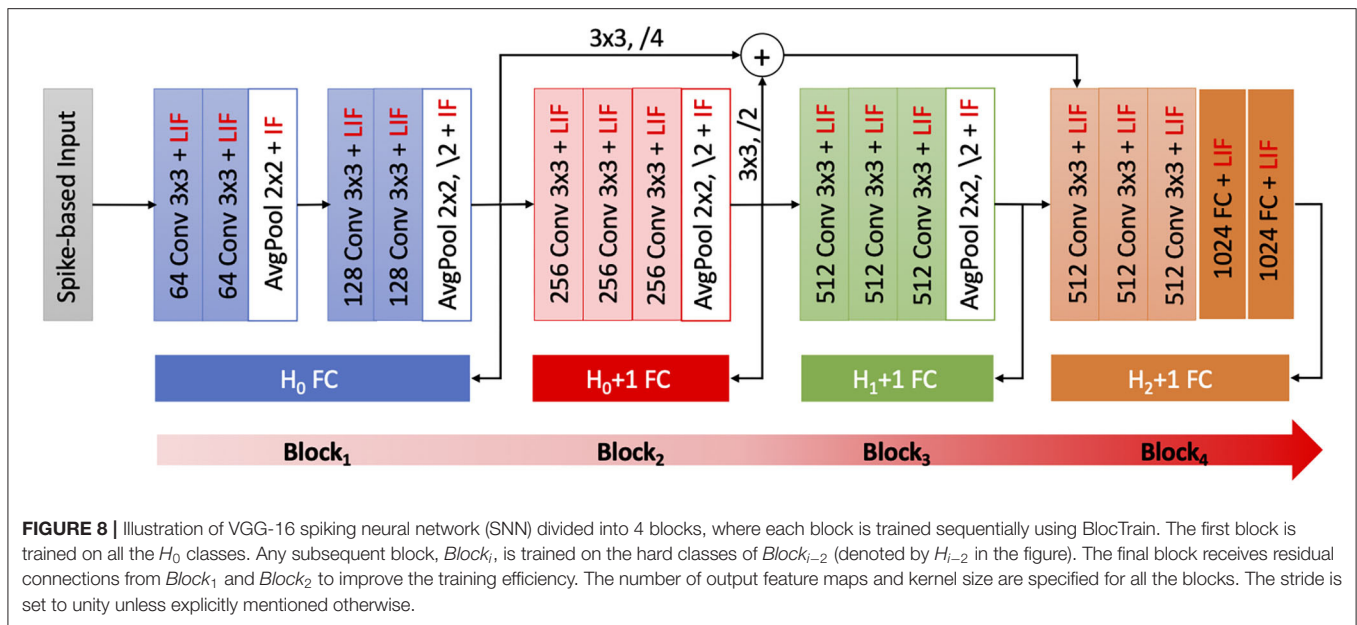 3x3, /4
+
Spike-based Input
64 Conv 3x3 + LIF
64 Conv 3x3 + LIF
AvgPool 2x2 + IF
128 Conv 3x3 + LIF
128 Conv 3x3 + LIF
AvgPool 2x2, \2 + IF
256 Conv 3x3 + LIF
256 Conv 3x3 + LIF
256 Conv 3x3 + LIF
AvgPool 2x2, \2 + IF
3x3, /2
512 Conv 3x3 + LIF
512 Conv 3x3 + LIF
512 Conv 3x3 + LIF
AvgPool 2x2, \2 + IF
512 Conv 3x3 + LIF
512 Conv 3x3 + LIF
512 Conv 3x3 + LIF
1024 FC + LIF
1024 FC + LIF
H₀ FC
H₀+1 FC
H₁+1 FC
H₂+1 FC
Block₁
Block₂
Block₃
Block₄
FIGURE 8 | Illustration of VGG-16 spiking neural network (SNN) divided into 4 blocks, where each block is trained sequentially using BlocTrain. The first block is
trained on all the H₀ classes. Any subsequent block, Blockᵢ, is trained on the hard classes of Blockᵢ₋₂ (denoted by Hᵢ₋₂ in the figure). The final block receives residual
connections from Block₁ and Block₂ to improve the training efficiency. The number of output feature maps and kernel size are specified for all the blocks. The stride is
set to unity unless explicitly mentioned otherwise.